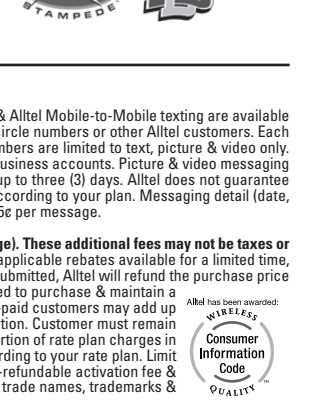 STAMPEDE
& Alltel Mobile-to-Mobile texting are available
circle numbers or other Alltel customers. Each
mbers are limited to text, picture & video only.
business accounts. Picture & video messaging
up to three (3) days. Alltel does not guarantee
ccording to your plan. Messaging detail (date,
5¢ per message.
ge). These additional fees may not be taxes or
applicable rebates available for a limited time,
ubmitted, Alltel will refund the purchase price
ed to purchase & maintain a
-paid customers may add up
tion. Customer must remain
rtion of rate plan charges in
rding to your rate plan. Limit
-refundable activation fee &
trade names, trademarks &
Alltel has been awarded:
WIRELESS
Consumer
Information
Code
QUALITY
™